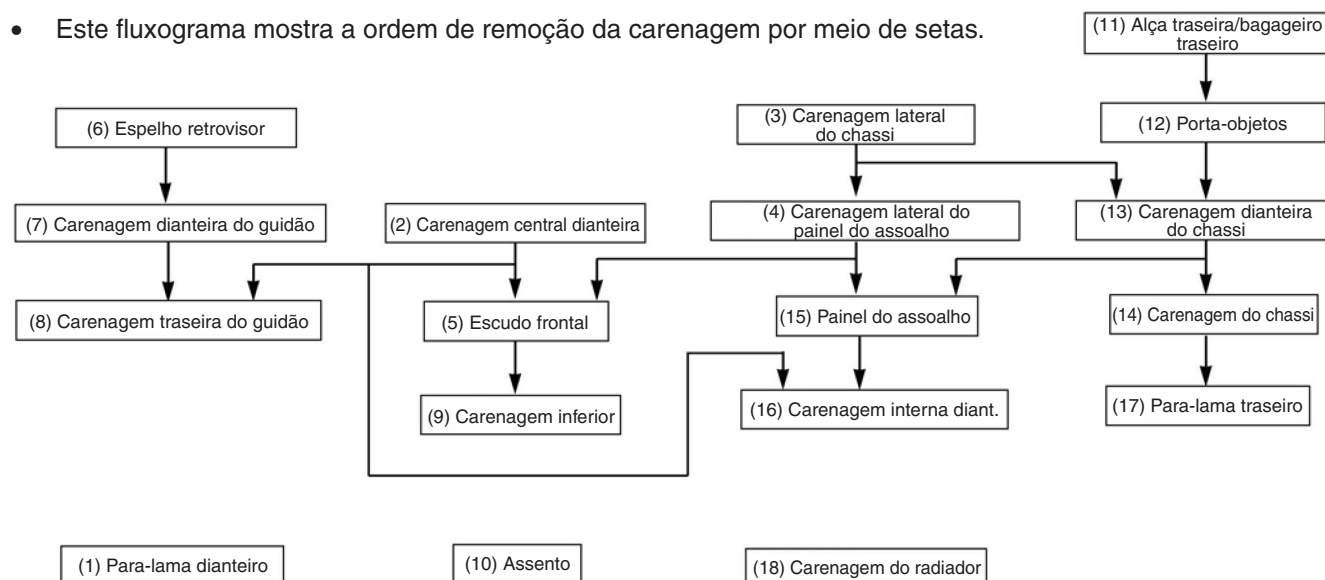 • Este fluxograma mostra a ordem de remoção da carenagem por meio de setas.
(11) Alça traseira/bagageiro
traseiro
(6) Espelho retrovisor
(3) Carenagem lateral
do chassi
(12) Porta-objetos
(7) Carenagem dianteira do guidão
(2) Carenagem central dianteira
(4) Carenagem lateral do
painel do assoalho
(13) Carenagem dianteira
do chassi
(8) Carenagem traseira do guidão
(5) Escudo frontal
(15) Painel do assoalho
(14) Carenagem do chassi
(9) Carenagem inferior
(16) Carenagem interna diant.
(17) Para-lama traseiro
(1) Para-lama dianteiro
(10) Assento
(18) Carenagem do radiador